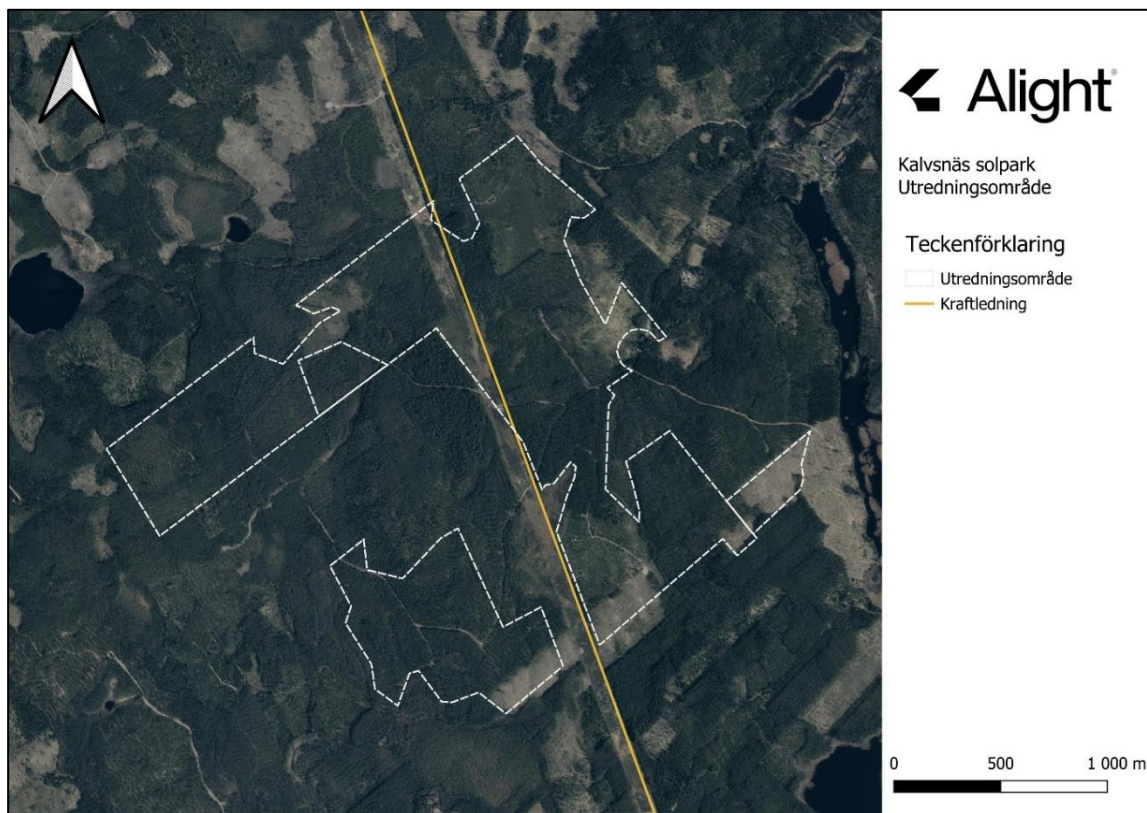 Alight®
Kalvsnäs solpark
Utredningsområde
Teckenförklaring
Utredningsområde
Kraftledning
0 500 1 000 m